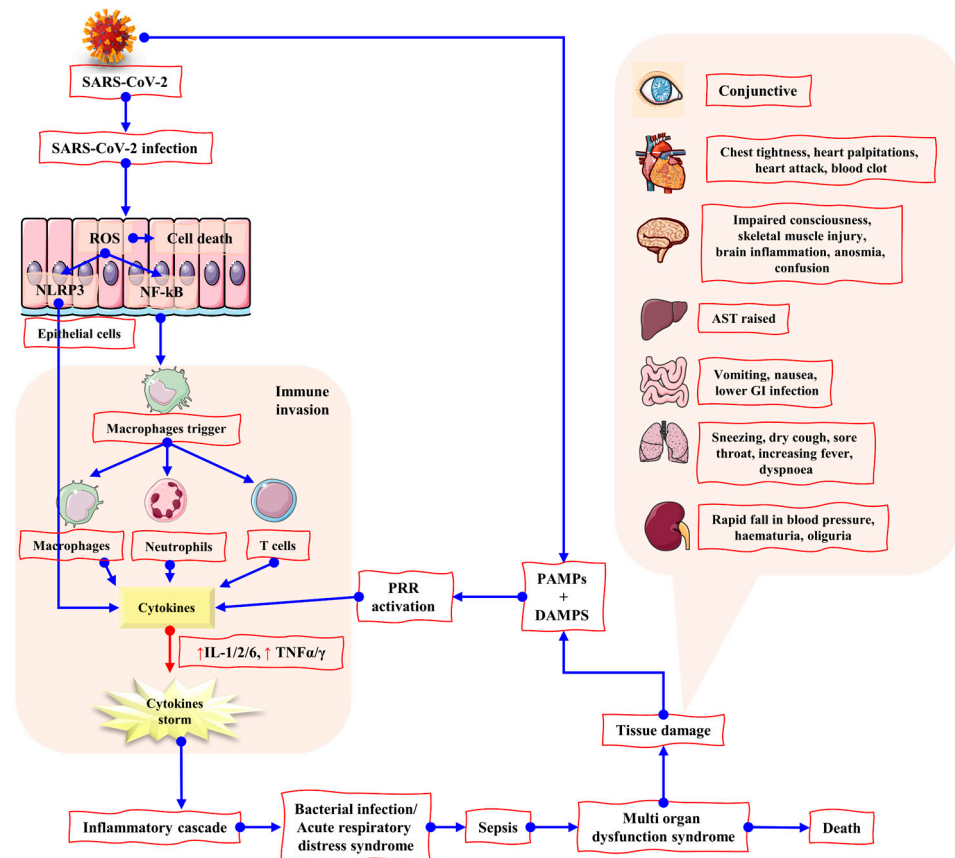 SARS-CoV-2
SARS-CoV-2 infection
ROS
Cell death
NLRP3
NF-kB
Epithelial cells
Immune
invasion
Macrophages trigger
Macrophages
Neutrophils
T cells
Cytokines
↑IL-1/2/6, ↑ TNFα/γ
Cytokines
storm
Inflammatory cascade
Bacterial infection/
Acute respiratory
distress syndrome
Sepsis
Multi organ
dysfunction syndrome
Death
Tissue damage
PAMPs
+
DAMPS
PRR
activation
Conjunctive
Chest tightness, heart palpitations,
heart attack, blood clot
Impaired consciousness,
skeletal muscle injury,
brain inflammation, anosmia,
confusion
AST raised
Vomiting, nausea,
lower GI infection
Sneezing, dry cough, sore
throat, increasing fever,
dyspnoea
Rapid fall in blood pressure,
haematuria, oliguria